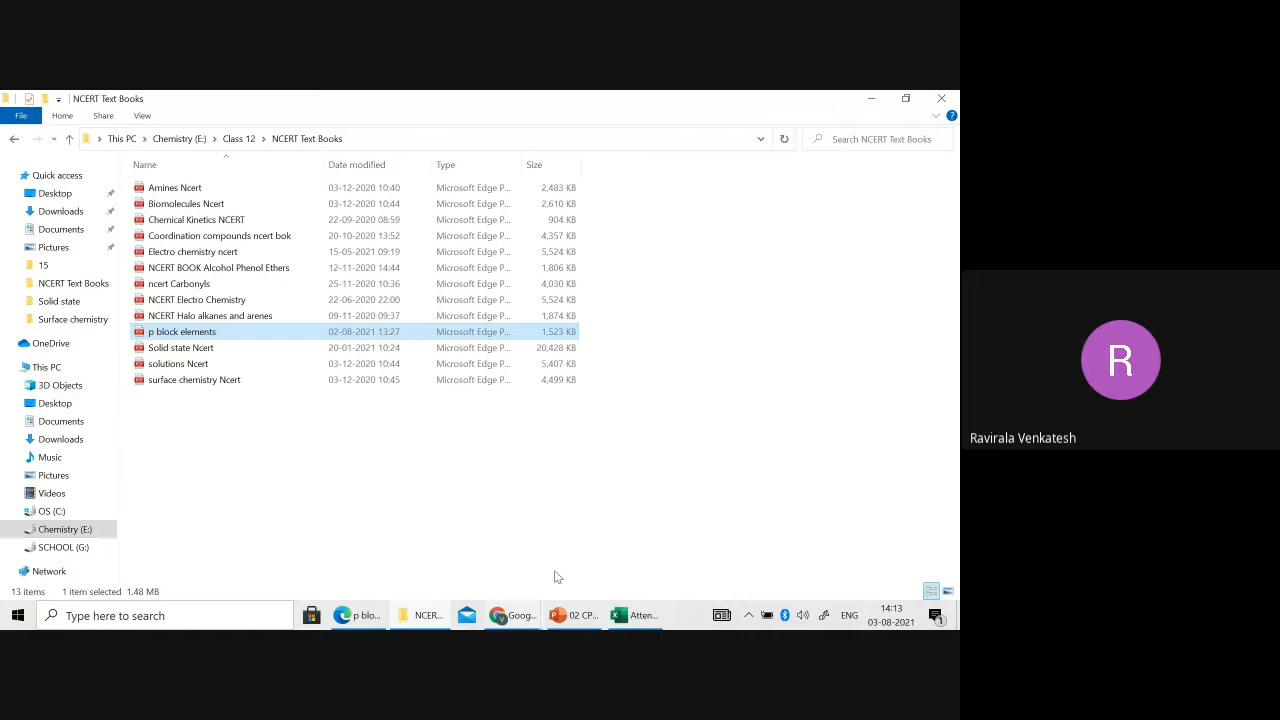 NCERT Text Books
File Home Share View
This PC Chemistry (E:) Class 12 NCERT Text Books
Search NCERT Text Books
Name Date modified Type Size
Quick access
Desktop
Downloads
Documents
Pictures
15
NCERT Text Books
Solid state
Surface chemistry
OneDrive
This PC
3D Objects
Desktop
Documents
Downloads
Music
Pictures
Videos
OS (C:)
Chemistry (E:)
SCHOOL (G:)
Network
Amines Ncert 03-12-2020 10:40 Microsoft Edge P... 2,483 KB
Biomolecules Ncert 03-12-2020 10:44 Microsoft Edge P... 2,610 KB
Chemical Kinetics NCERT 22-09-2020 08:59 Microsoft Edge P... 904 KB
Coordination compounds ncert bok 20-10-2020 13:52 Microsoft Edge P... 4,357 KB
Electro chemistry ncert 15-05-2021 09:19 Microsoft Edge P... 5,524 KB
NCERT BOOK Alcohol Phenol Ethers 12-11-2020 14:44 Microsoft Edge P... 1,806 KB
ncert Carbonyls 25-11-2020 10:36 Microsoft Edge P... 4,030 KB
NCERT Electro Chemistry 22-06-2020 22:00 Microsoft Edge P... 5,524 KB
NCERT Halo alkanes and arenes 09-11-2020 09:37 Microsoft Edge P... 1,874 KB
p block elements 02-08-2021 13:27 Microsoft Edge P... 1,523 KB
Solid state Ncert 20-01-2021 10:24 Microsoft Edge P... 20,428 KB
solutions Ncert 03-12-2020 10:44 Microsoft Edge P... 5,407 KB
surface chemistry Ncert 03-12-2020 10:45 Microsoft Edge P... 4,499 KB
13 items 1 item selected 1.48 MB
Type here to search
p blo...
NCER...
Goog...
02 CP...
Atten...
ENG
14:13
03-08-2021
1
R
Ravirala Venkatesh